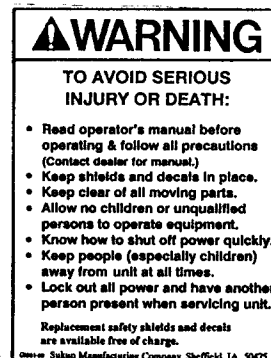 WARNING
TO AVOID SERIOUS
INJURY OR DEATH:
• Read operator's manual before
operating & follow all precautions
(Contact dealer for manual.)
• Keep shields and decals in place.
• Keep clear of all moving parts.
• Allow no children or unqualified
persons to operate equipment.
• Know how to shut off power quickly.
• Keep people (especially children)
away from unit at all times.
• Lock out all power and have another
person present when servicing unit.
Replacement safety shields and decals
are available free of charge.
Sukup Manufacturing Company, Sheffield, IA. 50475